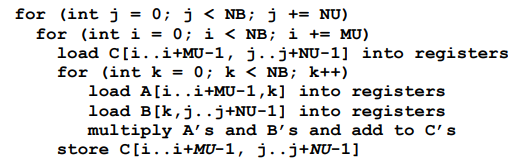 for (int j = 0; j < NB; j += NU)
  for (int i = 0; i < NB; i += MU)
    load C[i..i+MU-1, j..j+NU-1] into registers
    for (int k = 0; k < NB; k++)
      load A[i..i+MU-1,k] into registers
      load B[k,j..j+NU-1] into registers
      multiply A's and B's and add to C's
    store C[i..i+MU-1, j..j+NU-1]